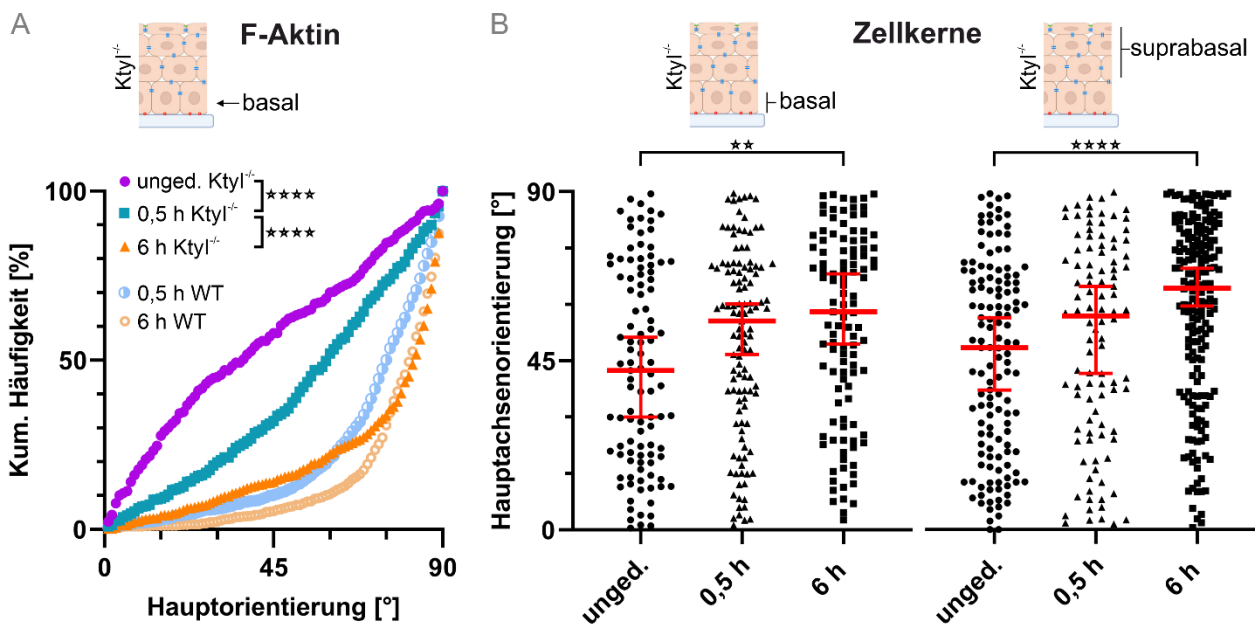 A
F-Aktin
Ktyl-/-
basal
unged. Ktyl-/-
0,5 h Ktyl-/-
6 h Ktyl-/-
0,5 h WT
6 h WT
☆☆☆☆
☆☆☆☆
Kum. Häufigkeit [%]
100
50
0
0
45
90
Hauptorientierung [°]
B
Zellkerne
Ktyl-/-
basal
Ktyl-/-
suprabasal
☆☆
☆☆☆☆
Hauptachsenorientierung [°]
90
45
0
unged.
0,5 h
6 h
unged.
0,5 h
6 h